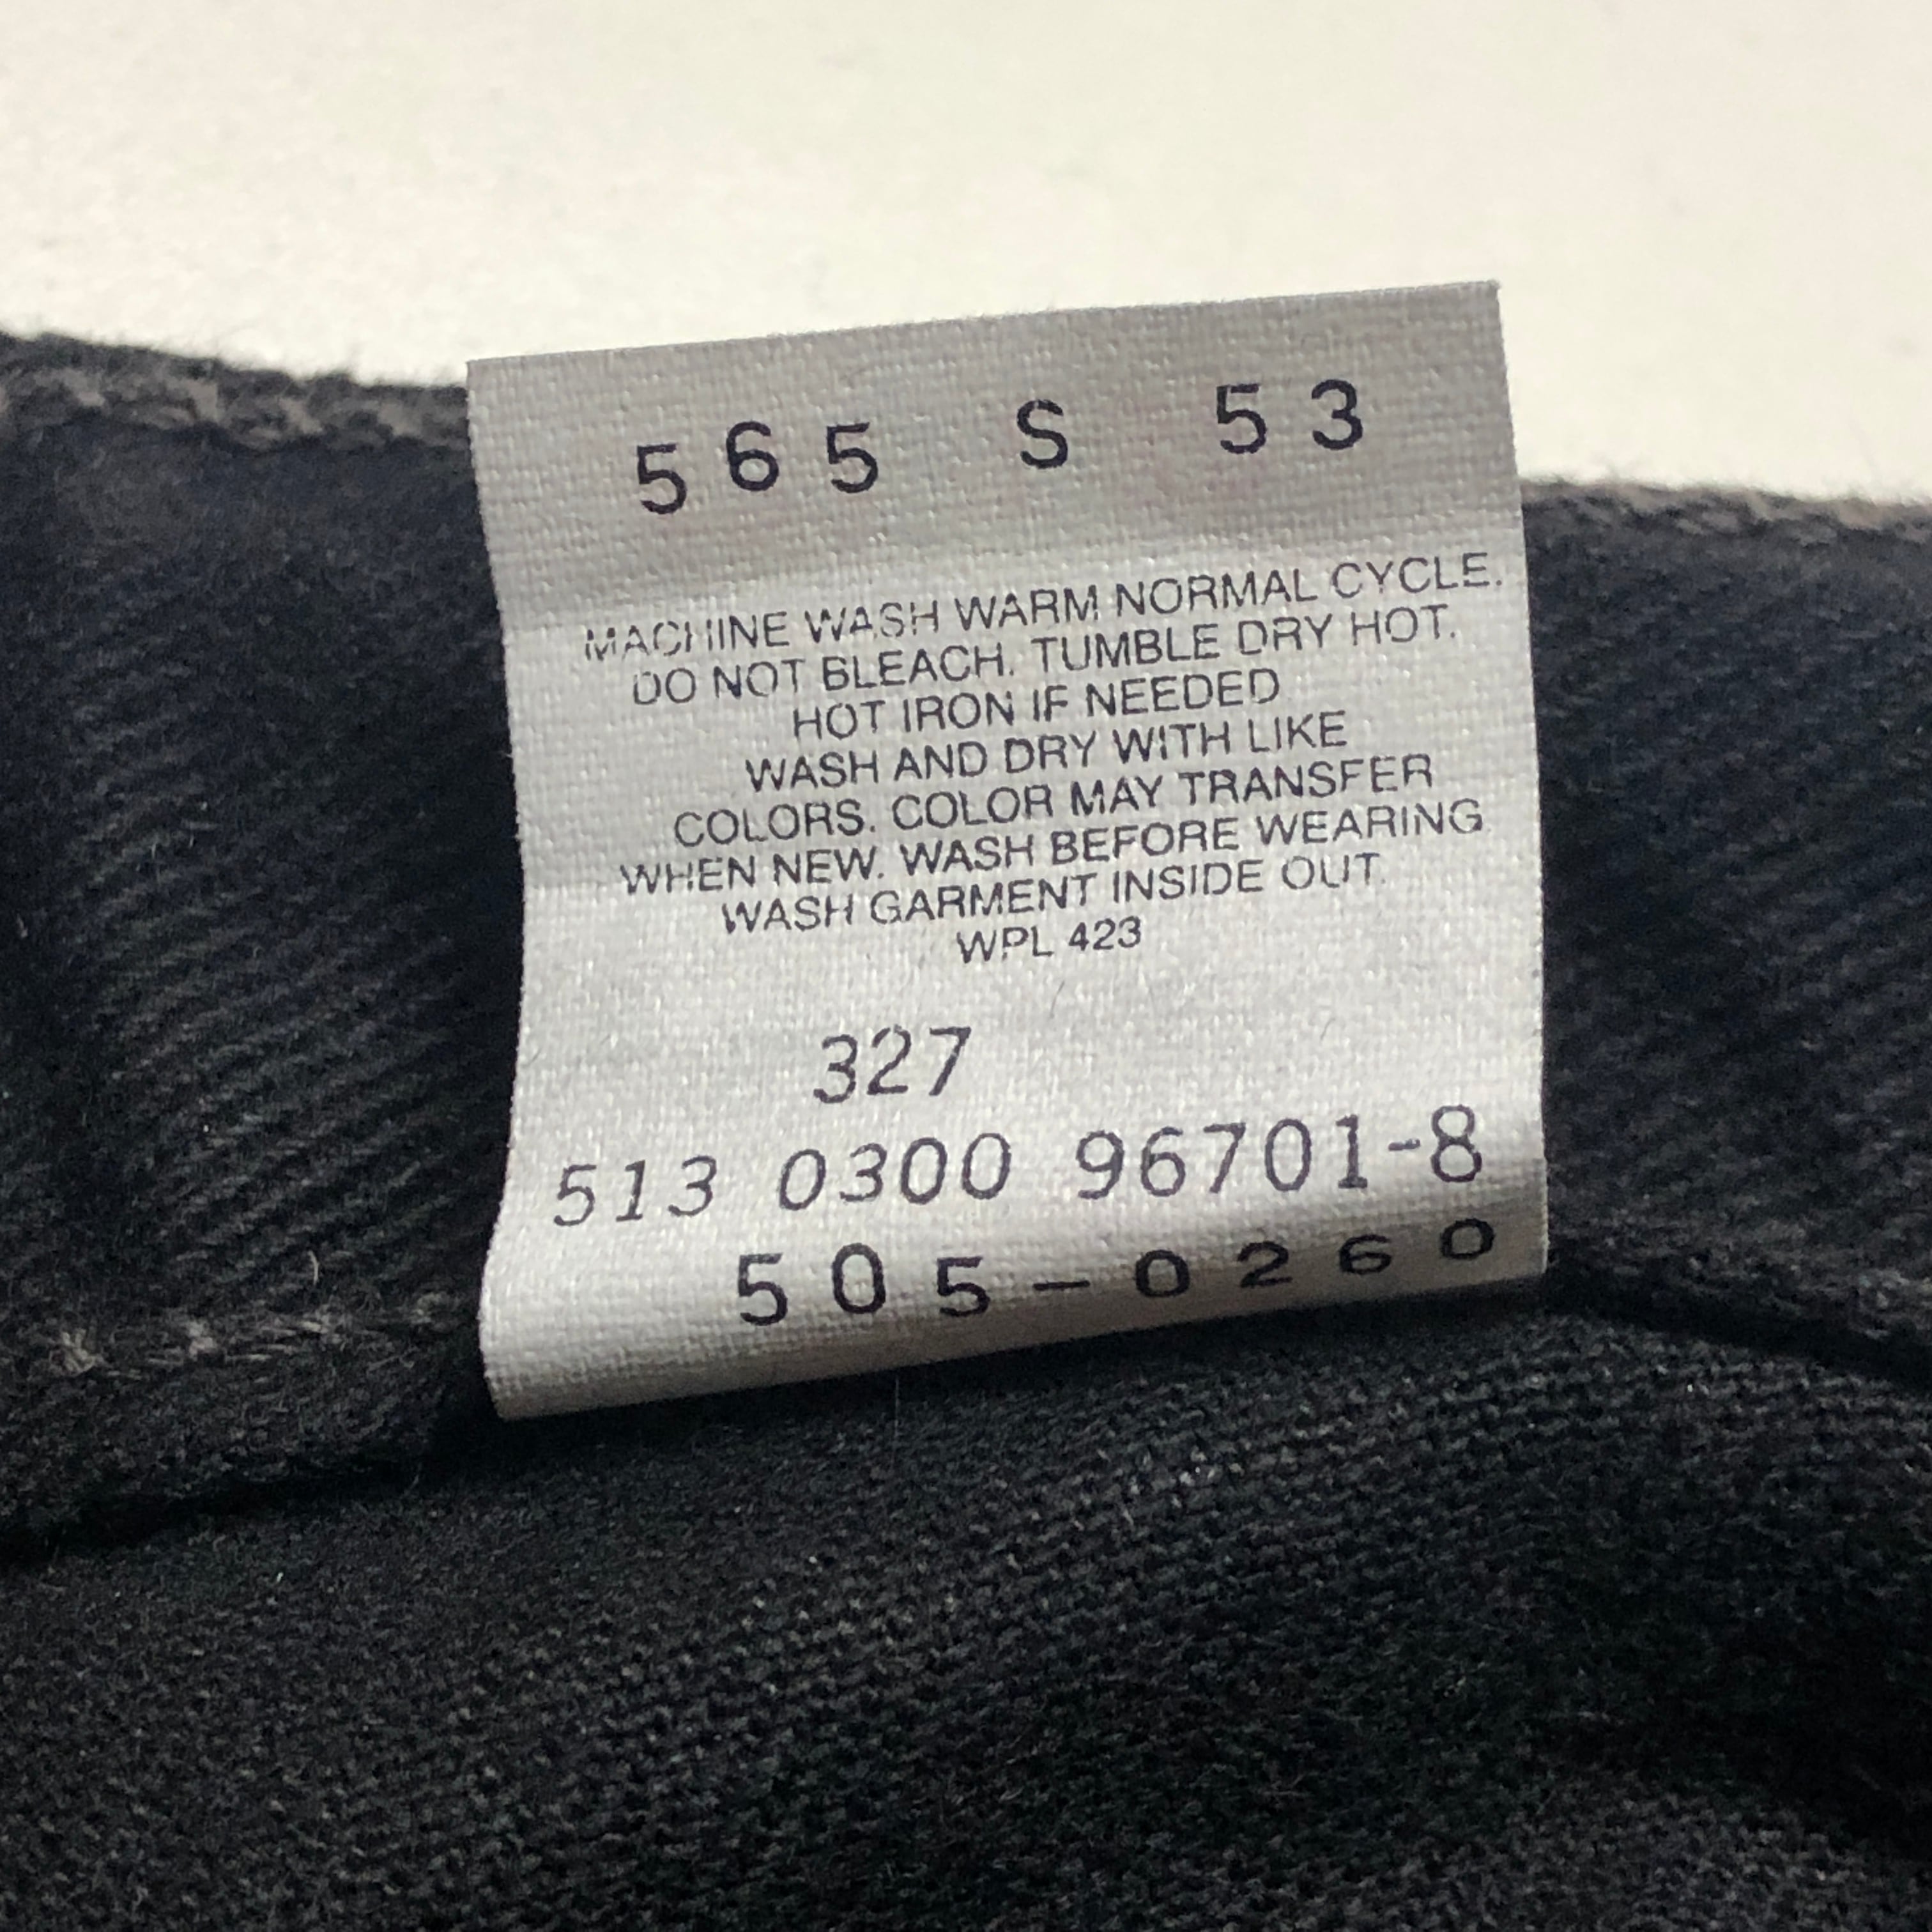 565 S 53
MACHINE WASH WARM NORMAL CYCLE.
DO NOT BLEACH. TUMBLE DRY HOT.
HOT IRON IF NEEDED
WASH AND DRY WITH LIKE
COLORS. COLOR MAY TRANSFER
WHEN NEW. WASH BEFORE WEARING
WASH GARMENT INSIDE OUT.
WPL 423
327
513 0300 96701-8
505-0260